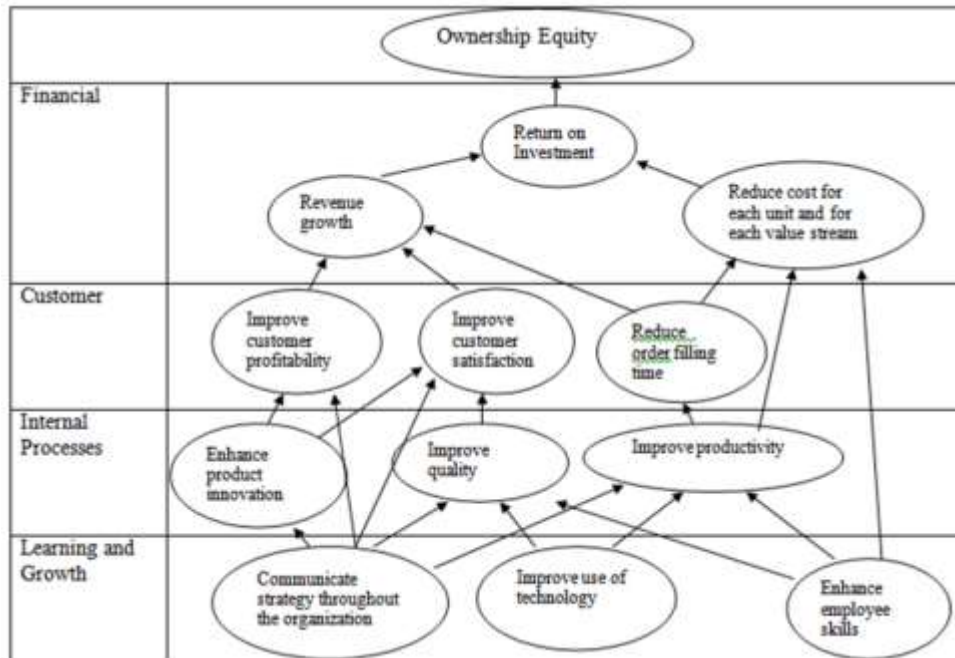 Ownership Equity
Financial
Return on
Investment
Revenue
growth
Reduce cost for
each unit and for
each value stream
Customer
Improve
customer
profitability
Improve
customer
satisfaction
Reduce
order filling
time
Internal
Processes
Enhance
product
innovation
Improve
quality
Improve productivity
Learning and
Growth
Communicate
strategy throughout
the organization
Improve use of
technology
Enhance
employee
skills